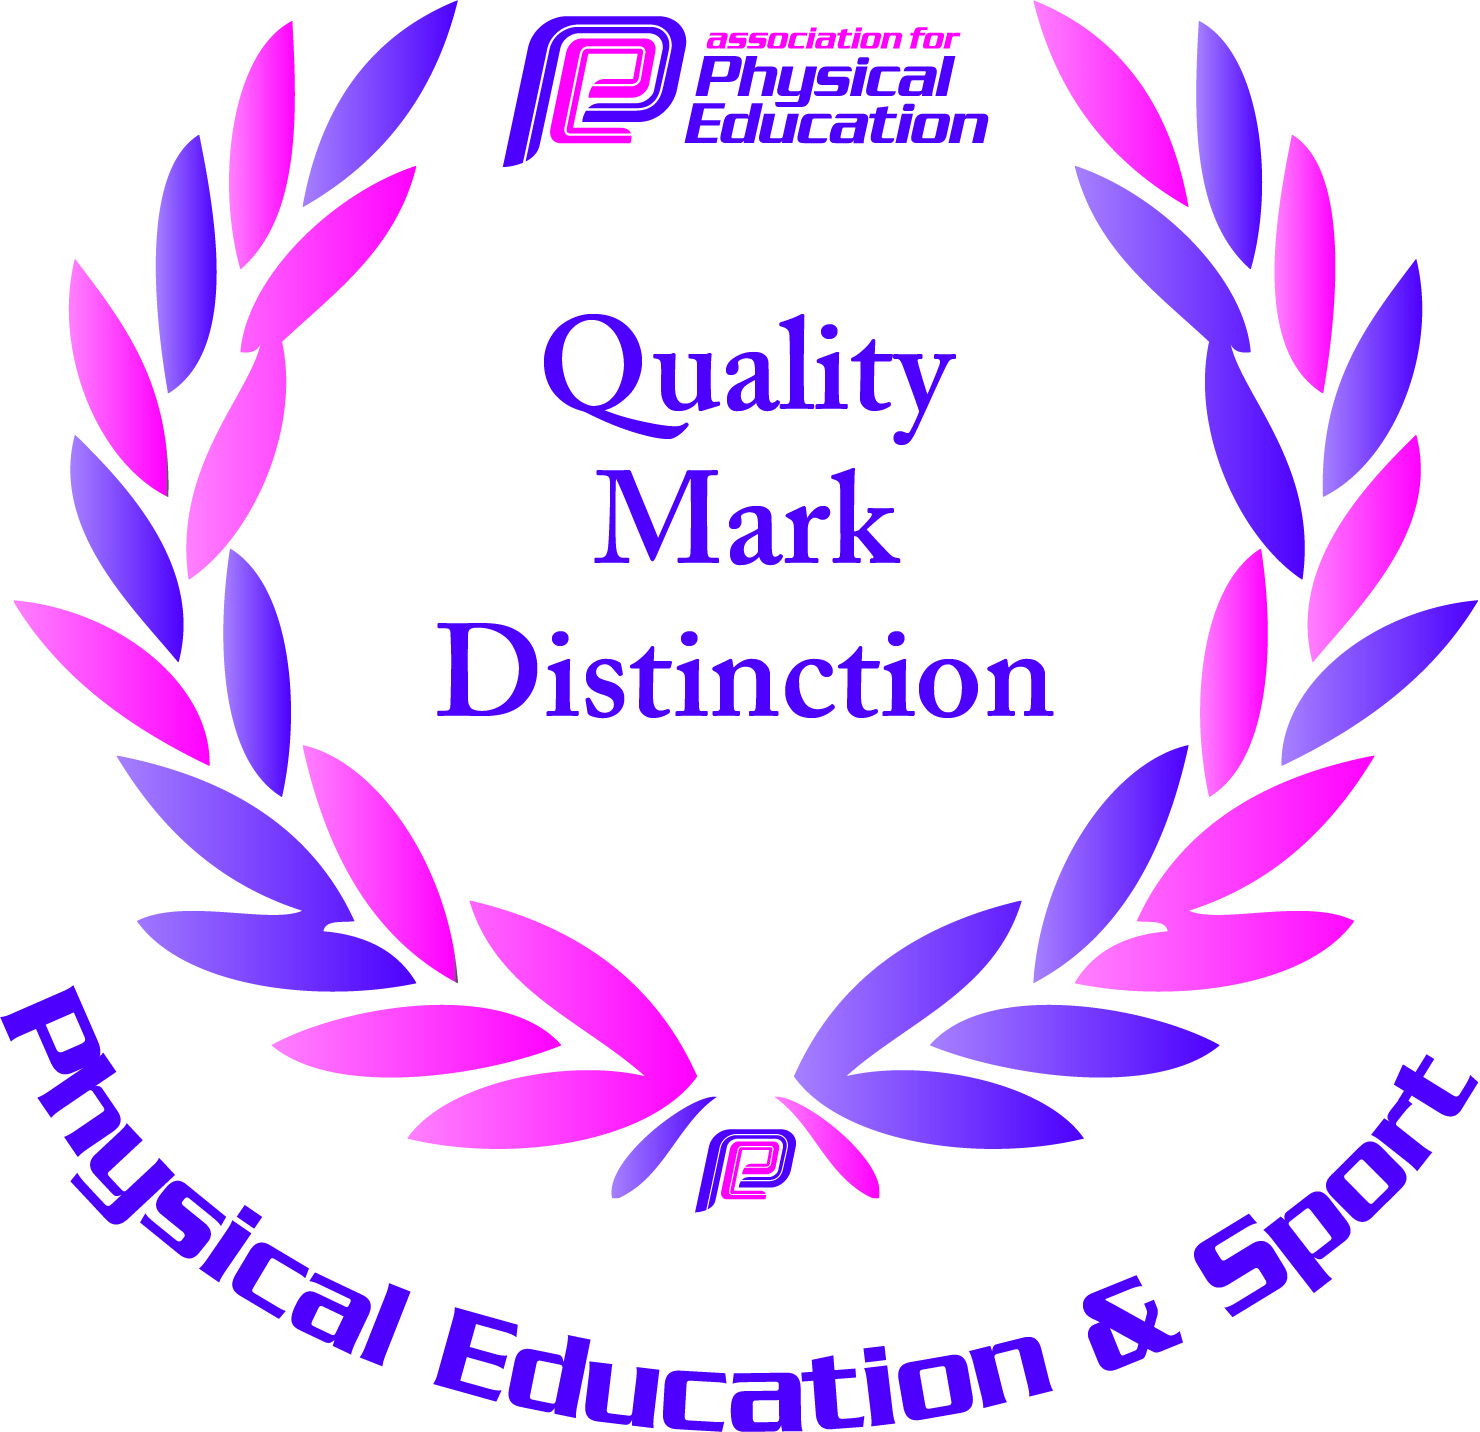 association for
Physical
Education
Quality
Mark
Distinction
Physical Education & Sport